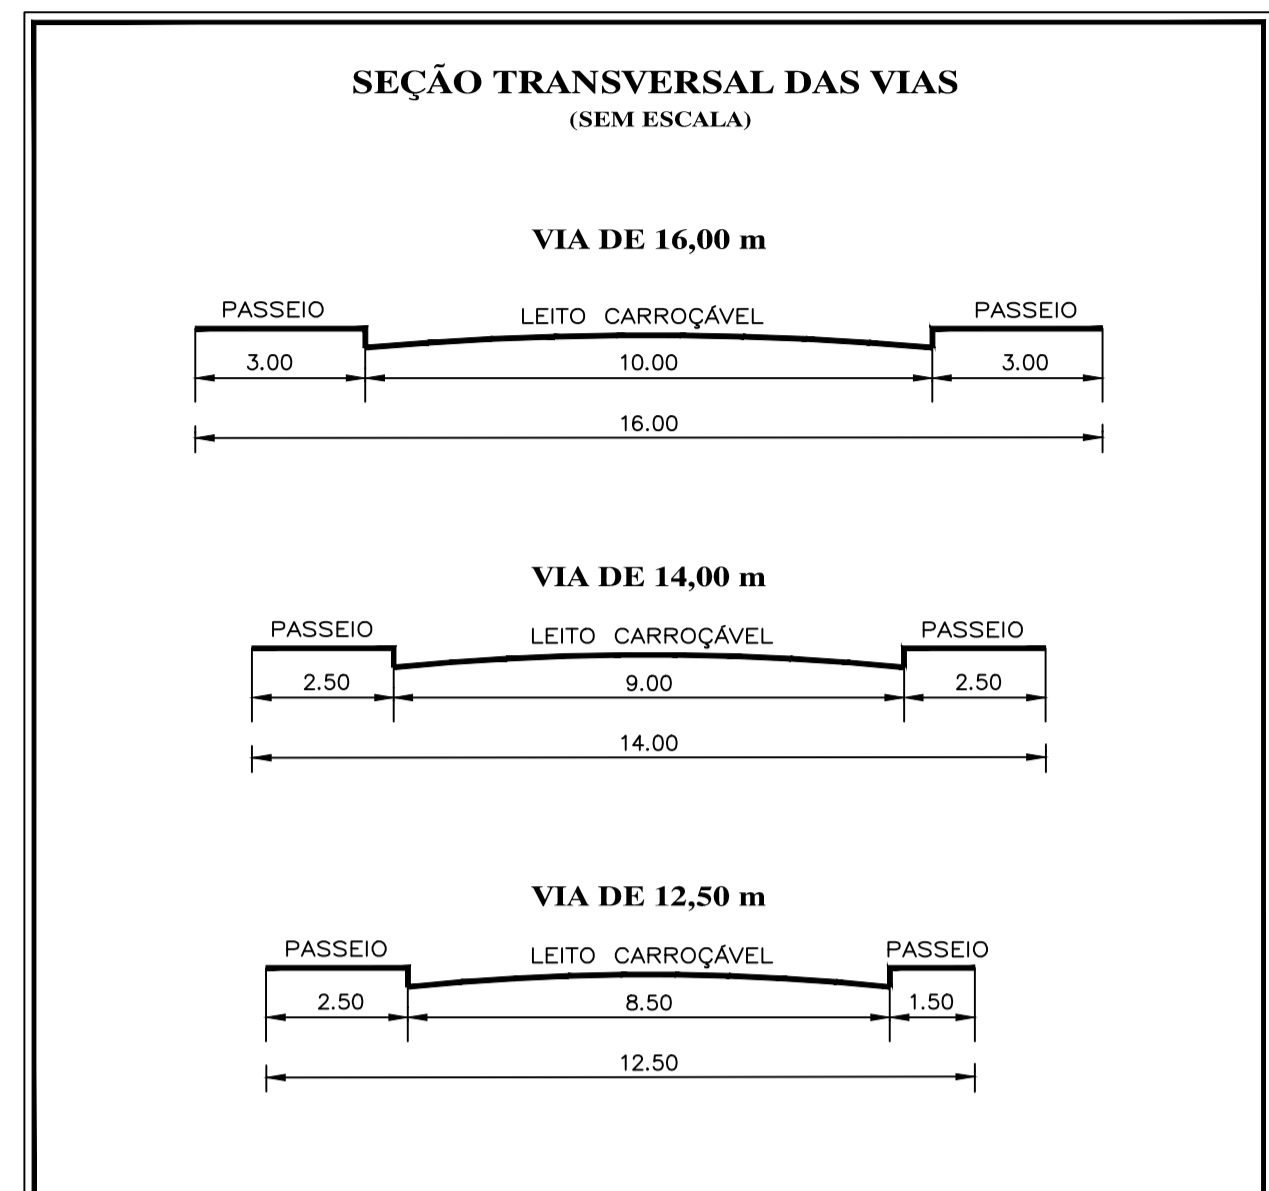 SEÇÃO TRANSVERSAL DAS VIAS
(SEM ESCALA)
VIA DE 16,00 m
PASSEIO LEITO CARROÇÁVEL PASSEIO
3.00 10.00 3.00
16.00
VIA DE 14,00 m
PASSEIO LEITO CARROÇÁVEL PASSEIO
2.50 9.00 2.50
14.00
VIA DE 12,50 m
PASSEIO LEITO CARROÇÁVEL PASSEIO
2.50 8.50 1.50
12.50